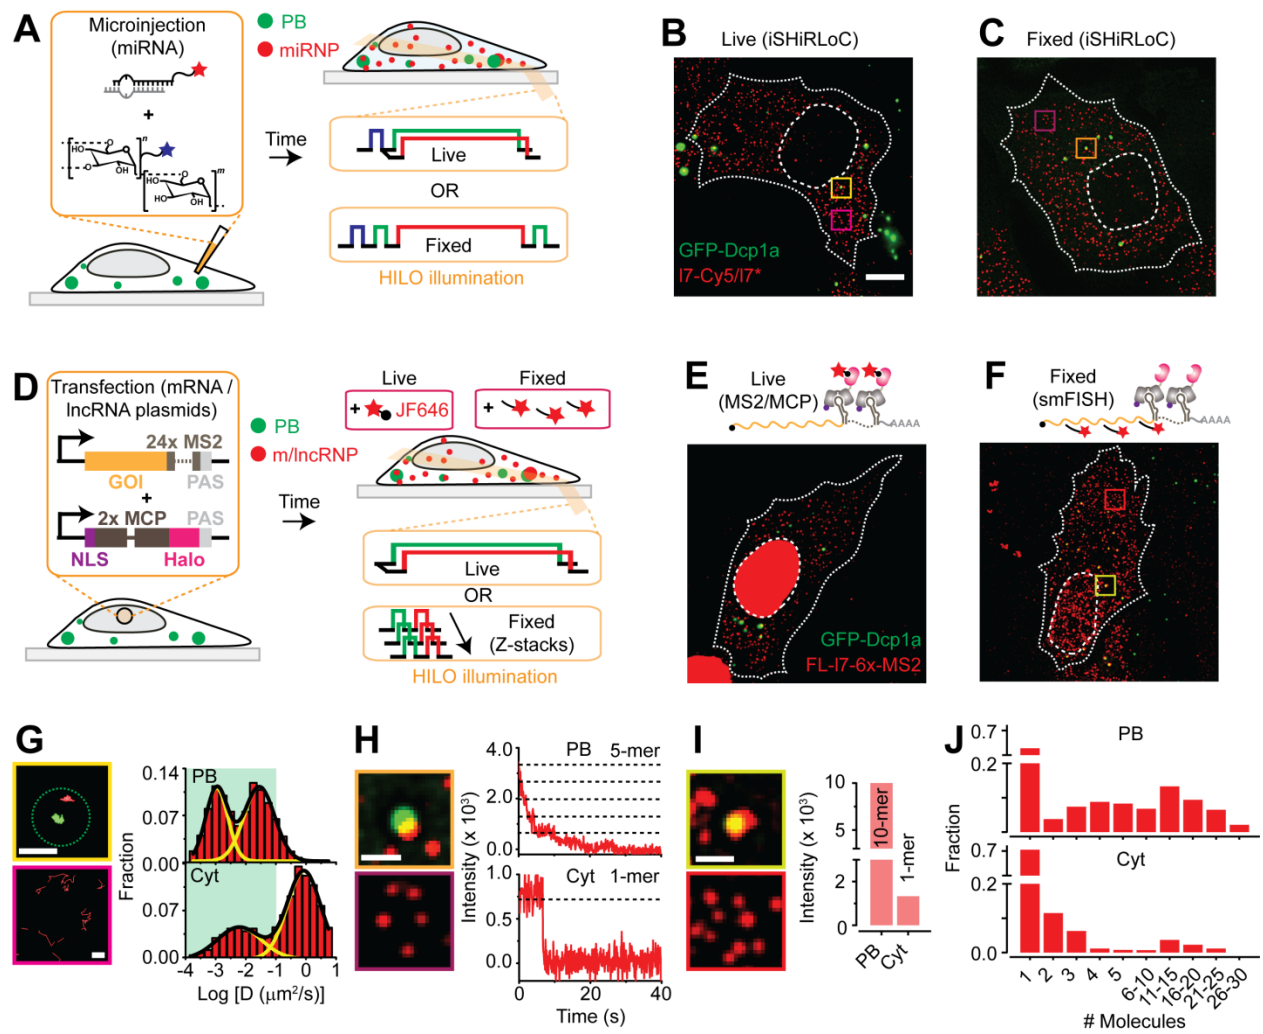 A
Microinjection
(miRNA)
+
HO
O
OH
n
HO
O
OH
m
PB
miRNP
Time
Live
OR
Fixed
HILO illumination
B
Live (iSHiRLoC)
GFP-Dcp1a
l7-Cy5/l7*
C
Fixed (iSHiRLoC)
D
Transfection (mRNA /
lncRNA plasmids)
24x MS2
GOI
PAS
+
2x MCP
PAS
NLS
Halo
PB
m/lncRNP
Time
Live
+ JF646
Fixed
+
Live
OR
Fixed
(Z-stacks)
HILO illumination
E
Live
(MS2/MCP)
AAAA
GFP-Dcp1a
FL-l7-6x-MS2
F
Fixed
(smFISH)
AAAA
G
Fraction
0.14
0.07
0.00
PB
Cyt
0.07
0.00
-4 -3 -2 -1 0 1
Log [D (µm²/s)]
H
Intensity (x 10³)
4.0
2.0
0.0
PB 5-mer
1.0
0.5
0.0
Cyt 1-mer
0 20 40
Time (s)
I
Intensity (x 10³)
10
5
2
0
10-mer
1-mer
PB
Cyt
J
Fraction
0.7
0.2
0.0
PB
0.7
0.2
0.0
Cyt
1 2 3 4 5 6-10 11-15 16-20 21-25 26-30
# Molecules